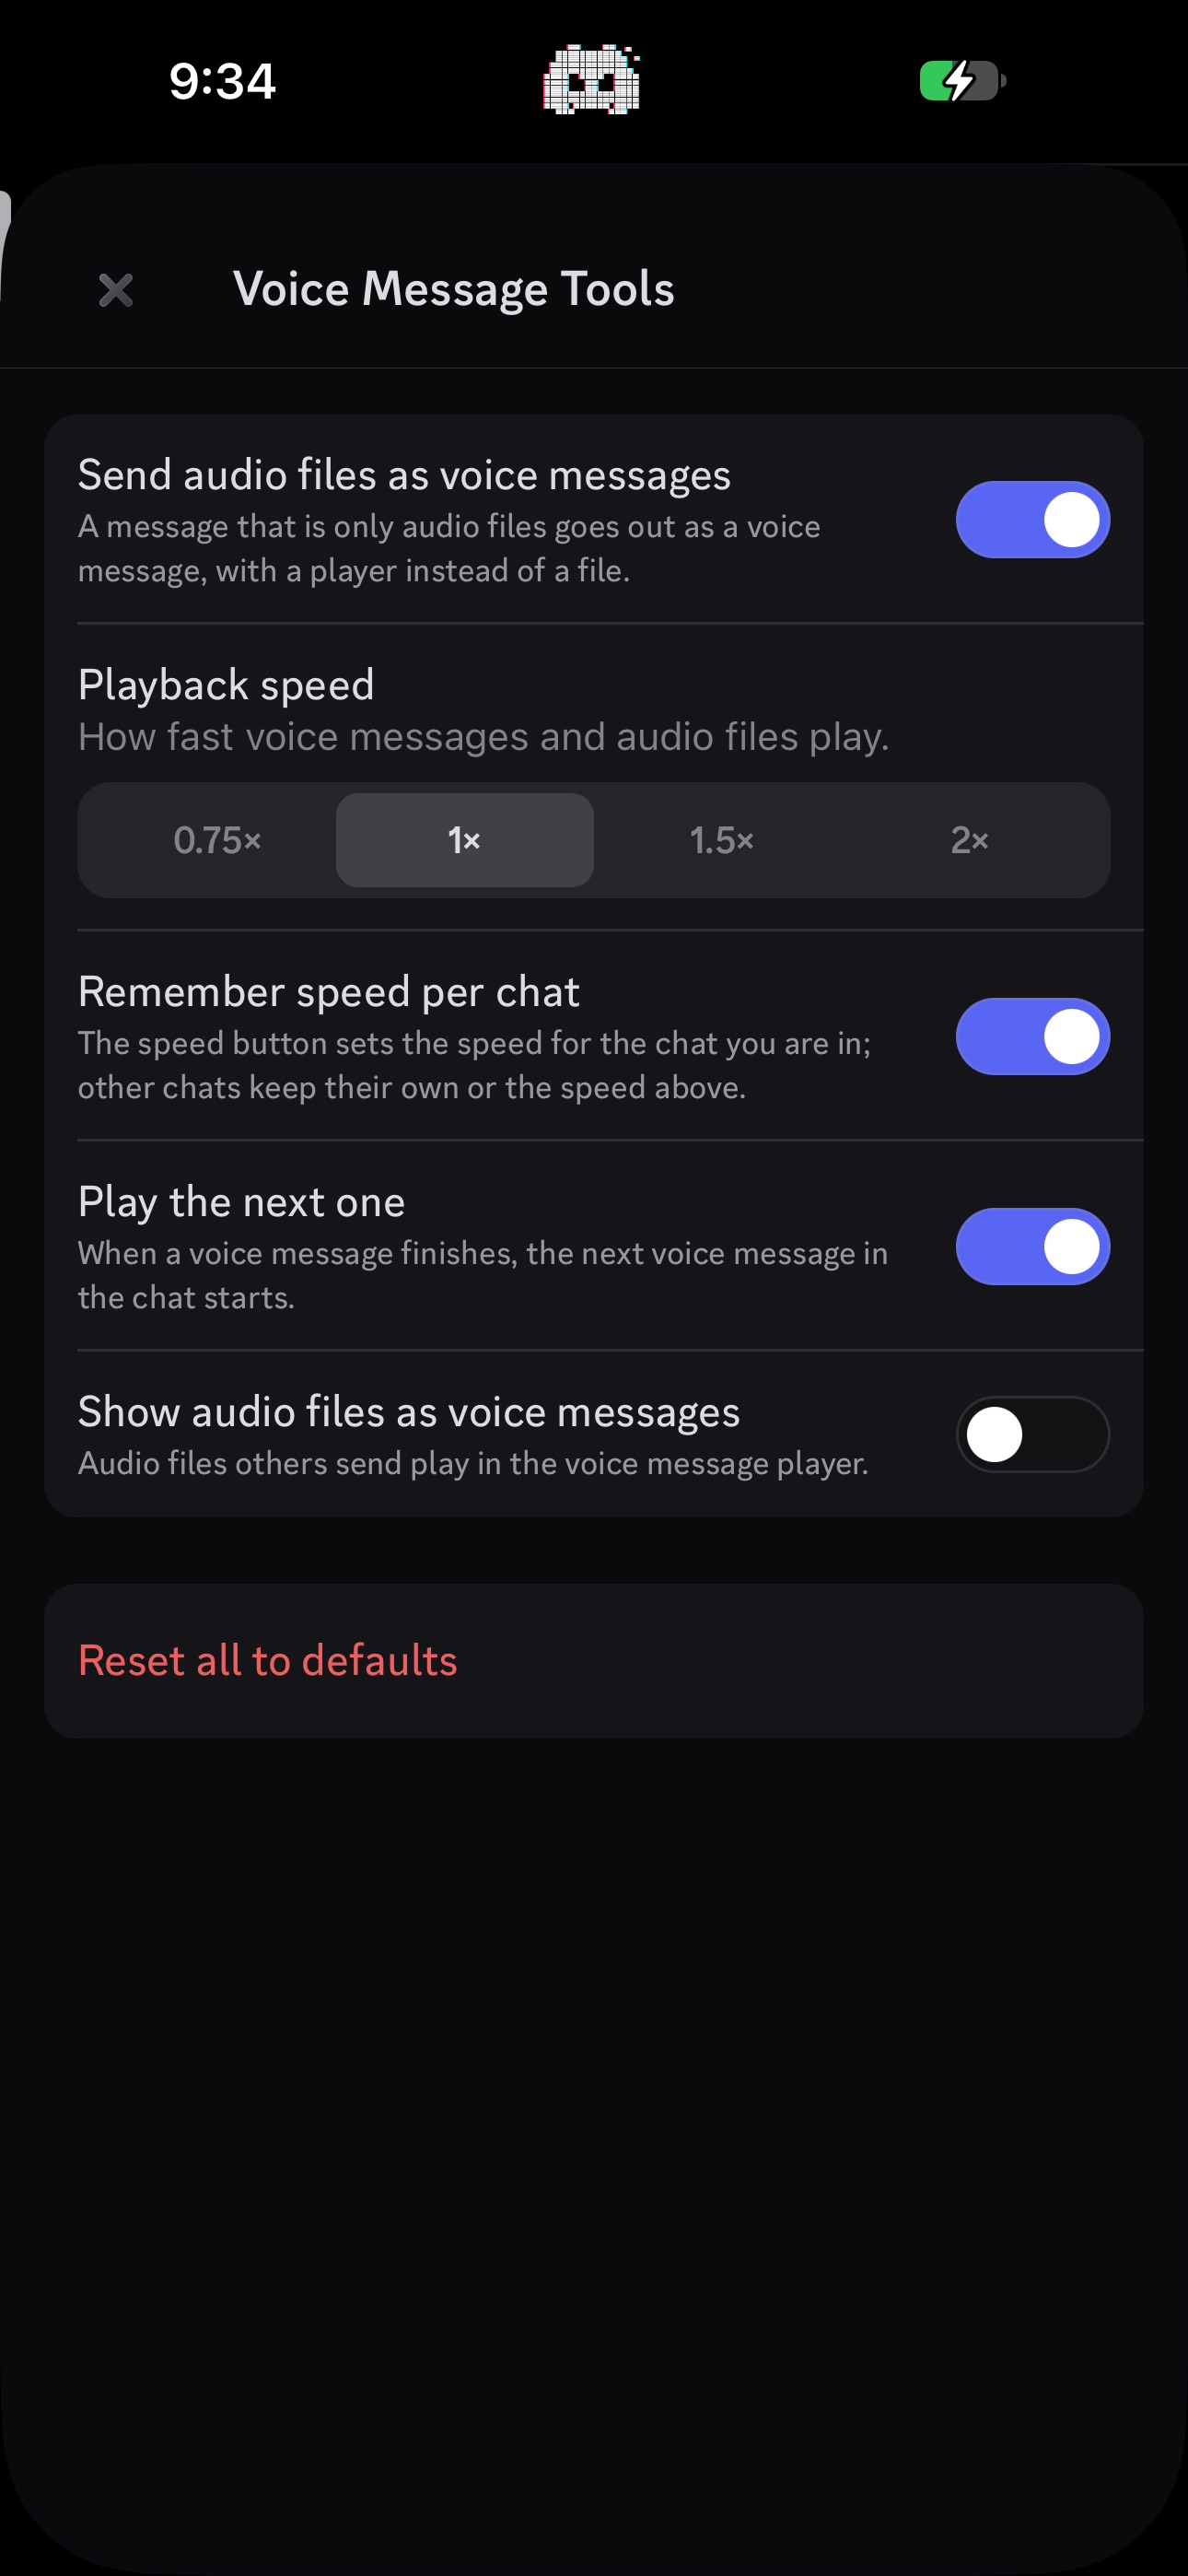 9:34
Voice Message Tools
Send audio files as voice messages
A message that is only audio files goes out as a voice
message, with a player instead of a file.
Playback speed
How fast voice messages and audio files play.
0.75× 1× 1.5× 2×
Remember speed per chat
The speed button sets the speed for the chat you are in;
other chats keep their own or the speed above.
Play the next one
When a voice message finishes, the next voice message in
the chat starts.
Show audio files as voice messages
Audio files others send play in the voice message player.
Reset all to defaults